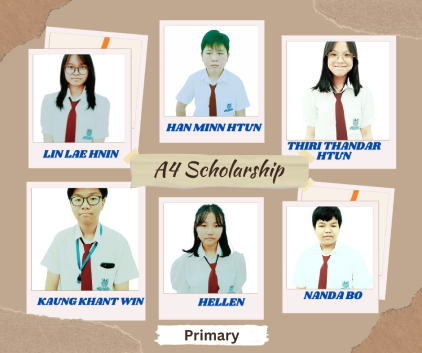 LIN LAE HNIN
HAN MINN HTUN
THIRI THANDAR
HTUN
A4 Scholarship
KAUNG KHANT WIN
HELLEN
NANDA BO
Primary